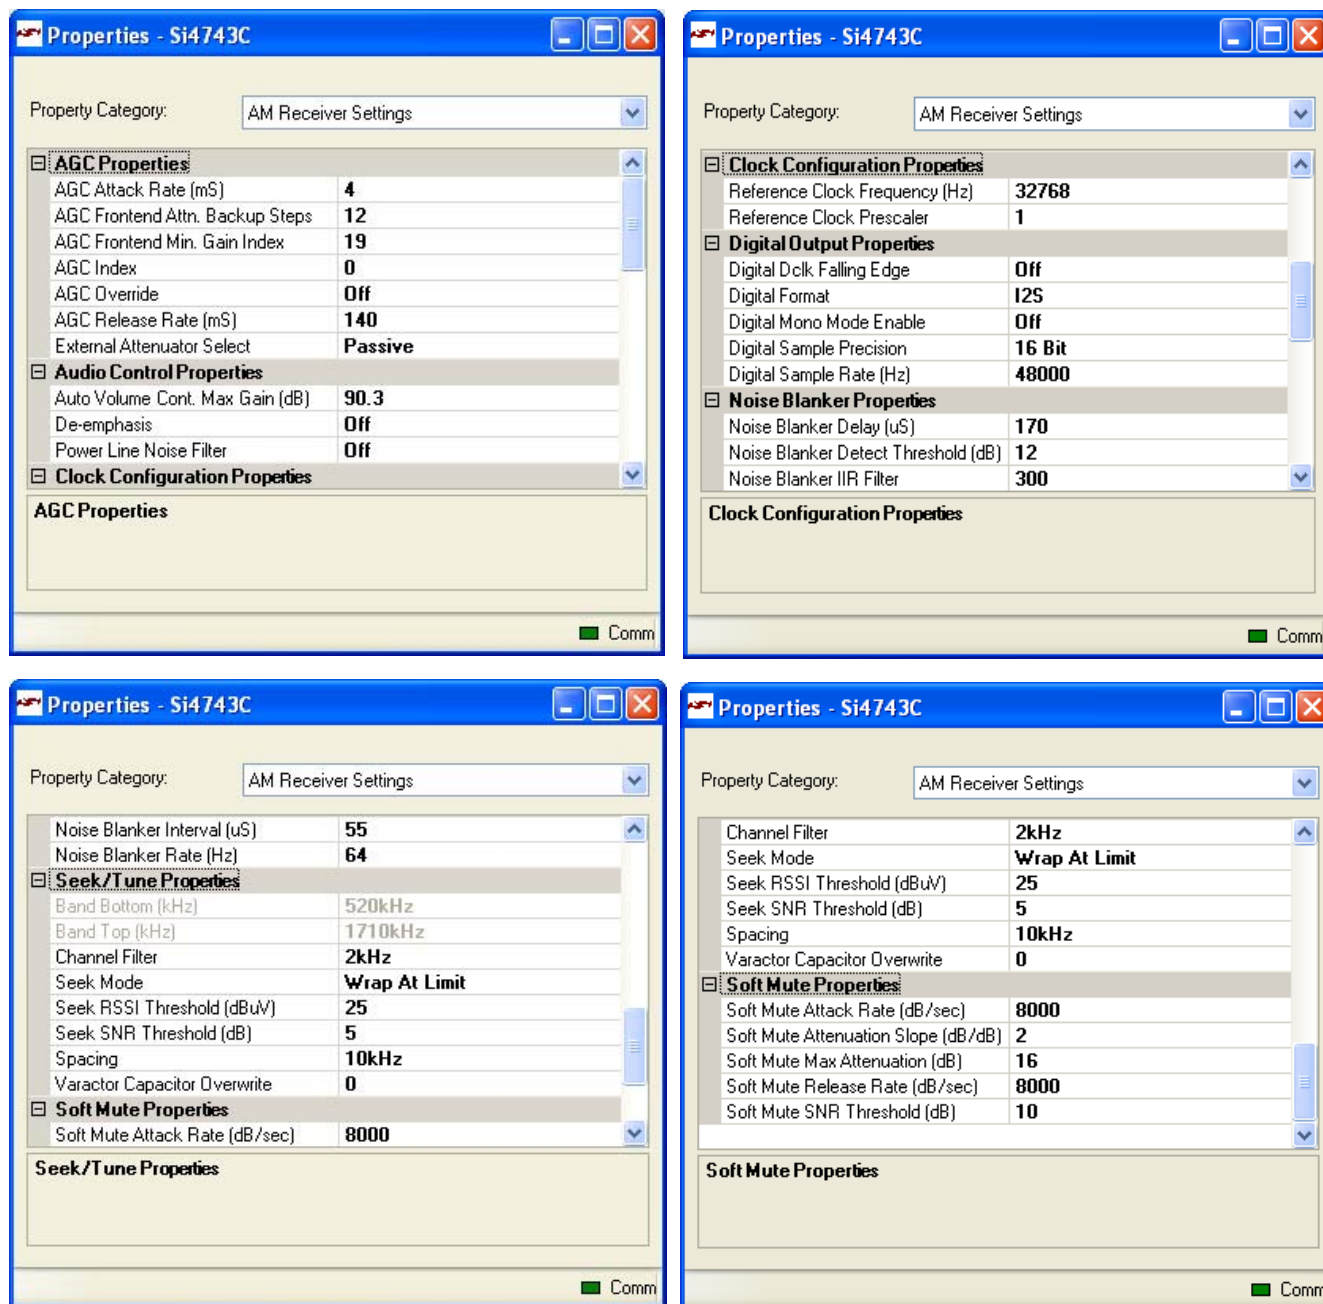 Properties - Si4743C
Property Category:
AM Receiver Settings
AGC Properties
AGC Attack Rate (mS) 4
AGC Frontend Attn. Backup Steps 12
AGC Frontend Min. Gain Index 19
AGC Index 0
AGC Override Off
AGC Release Rate (mS) 140
External Attenuator Select Passive
Audio Control Properties
Auto Volume Cont. Max Gain (dB) 90.3
De-emphasis Off
Power Line Noise Filter Off
Clock Configuration Properties
AGC Properties
Comm
Properties - Si4743C
Property Category:
AM Receiver Settings
Clock Configuration Properties
Reference Clock Frequency (Hz) 32768
Reference Clock Prescaler 1
Digital Output Properties
Digital Dclk Falling Edge Off
Digital Format I2S
Digital Mono Mode Enable Off
Digital Sample Precision 16 Bit
Digital Sample Rate (Hz) 48000
Noise Blanker Properties
Noise Blanker Delay (uS) 170
Noise Blanker Detect Threshold (dB) 12
Noise Blanker IIR Filter 300
Clock Configuration Properties
Comm
Properties - Si4743C
Property Category:
AM Receiver Settings
Noise Blanker Interval (uS) 55
Noise Blanker Rate (Hz) 64
Seek/Tune Properties
Band Bottom (kHz) 520kHz
Band Top (kHz) 1710kHz
Channel Filter 2kHz
Seek Mode Wrap At Limit
Seek RSSI Threshold (dBuV) 25
Seek SNR Threshold (dB) 5
Spacing 10kHz
Varactor Capacitor Overwrite 0
Soft Mute Properties
Soft Mute Attack Rate (dB/sec) 8000
Seek/Tune Properties
Comm
Properties - Si4743C
Property Category:
AM Receiver Settings
Channel Filter 2kHz
Seek Mode Wrap At Limit
Seek RSSI Threshold (dBuV) 25
Seek SNR Threshold (dB) 5
Spacing 10kHz
Varactor Capacitor Overwrite 0
Soft Mute Properties
Soft Mute Attack Rate (dB/sec) 8000
Soft Mute Attenuation Slope (dB/dB) 2
Soft Mute Max Attenuation (dB) 16
Soft Mute Release Rate (dB/sec) 8000
Soft Mute SNR Threshold (dB) 10
Soft Mute Properties
Comm